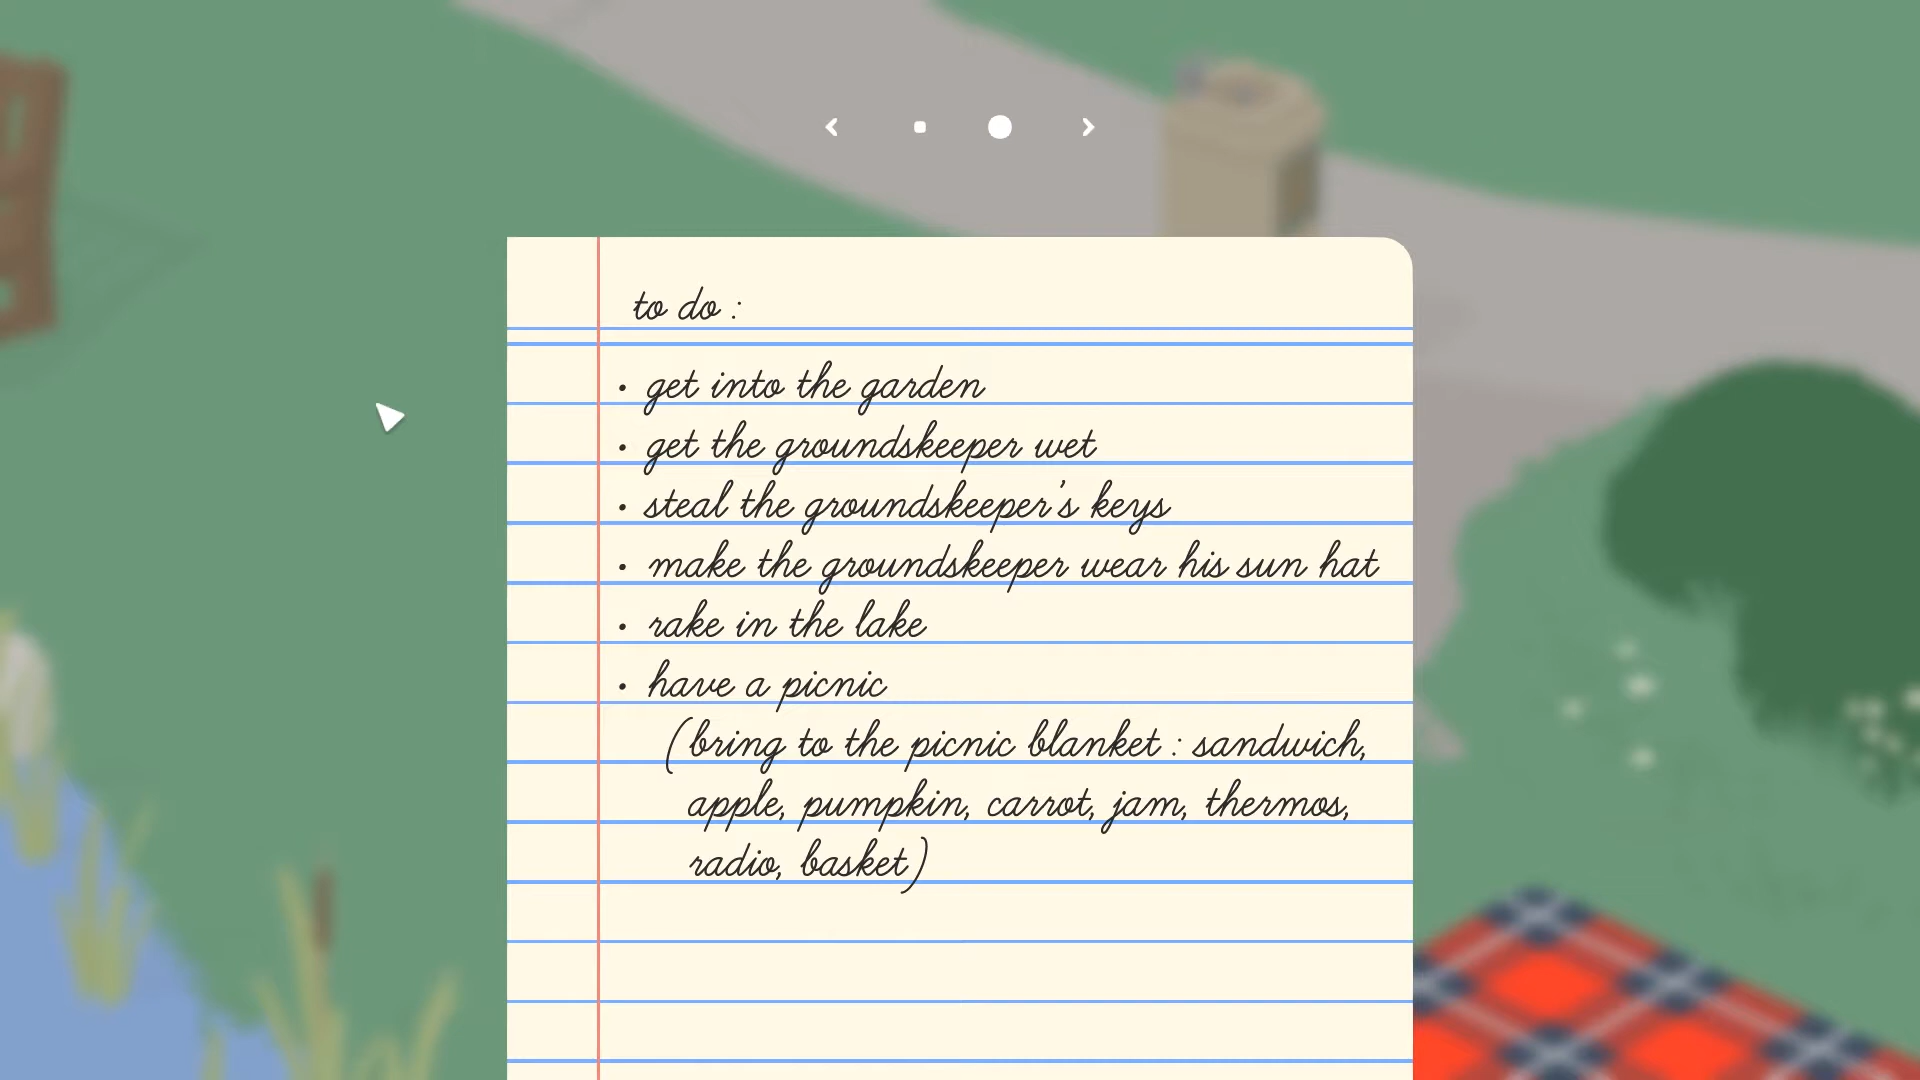 to do :
• get into the garden
• get the groundskeeper wet
• steal the groundskeeper's keys
• make the groundskeeper wear his sun hat
• rake in the lake
• have a picnic
(bring to the picnic blanket : sandwich,
apple, pumpkin, carrot, jam, thermos,
radio, basket)